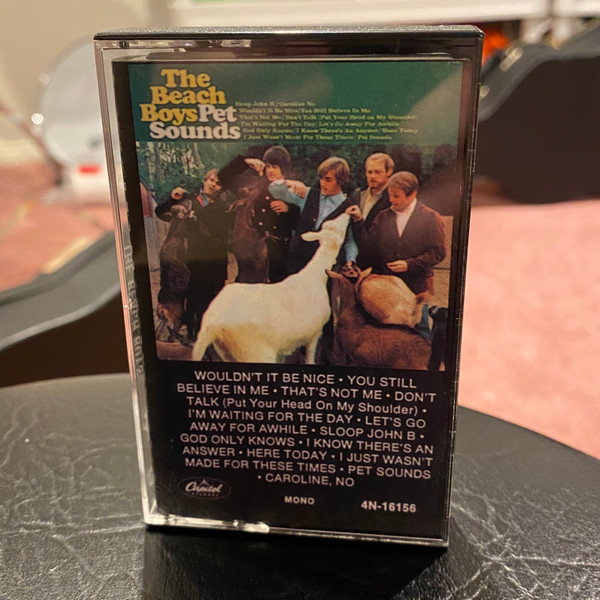 The
Beach
Boys Pet
Sounds
Sloop John B./Caroline No
Wouldn't It Be Nice/You Still Believe In Me
That's Not Me/Don't Talk (Put Your Head on My Shoulder)
I'm Waiting For The Day/Let's Go Away For Awhile
God Only Knows/I Know There's An Answer/Here Today
I Just Wasn't Made For These Times/Pet Sounds
THE BEACH BOYS
WOULDN'T IT BE NICE • YOU STILL
BELIEVE IN ME • THAT'S NOT ME • DON'T
TALK (Put Your Head On My Shoulder) •
I'M WAITING FOR THE DAY • LET'S GO
AWAY FOR AWHILE • SLOOP JOHN B •
GOD ONLY KNOWS • I KNOW THERE'S AN
ANSWER • HERE TODAY • I JUST WASN'T
MADE FOR THESE TIMES • PET SOUNDS
• CAROLINE, NO
Capitol
RECORDS
MONO
4N-16156